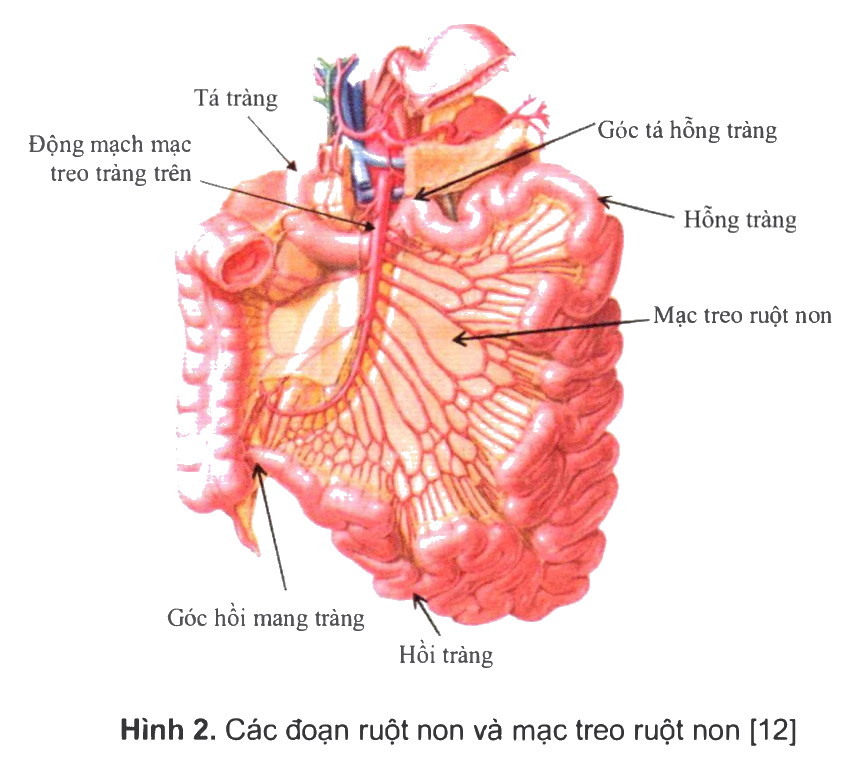 Tá tràng
Động mạch mạc
treo tràng trên
Góc tá hỗng tràng
Hỗng tràng
Mạc treo ruột non
Góc hồi mang tràng
Hồi tràng
Hình 2. Các đoạn ruột non và mạc treo ruột non [12]